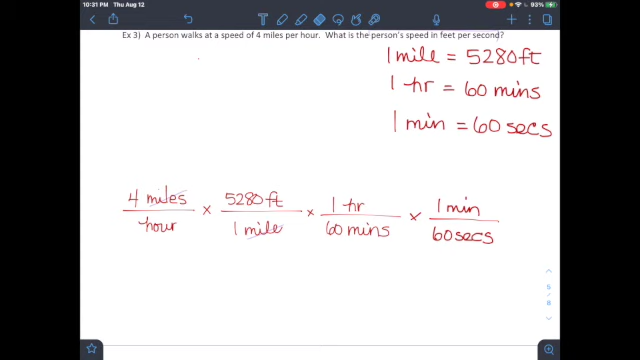 10:31 PM Thu Aug 12
Ex 3) A person walks at a speed of 4 miles per hour. What is the person's speed in feet per second?
1 mile = 5280 ft
1 hr = 60 mins
1 min = 60 secs
4 miles / hour × 5280 ft / 1 mile × 1 hr / 60 mins × 1 min / 60 secs
5 / 8